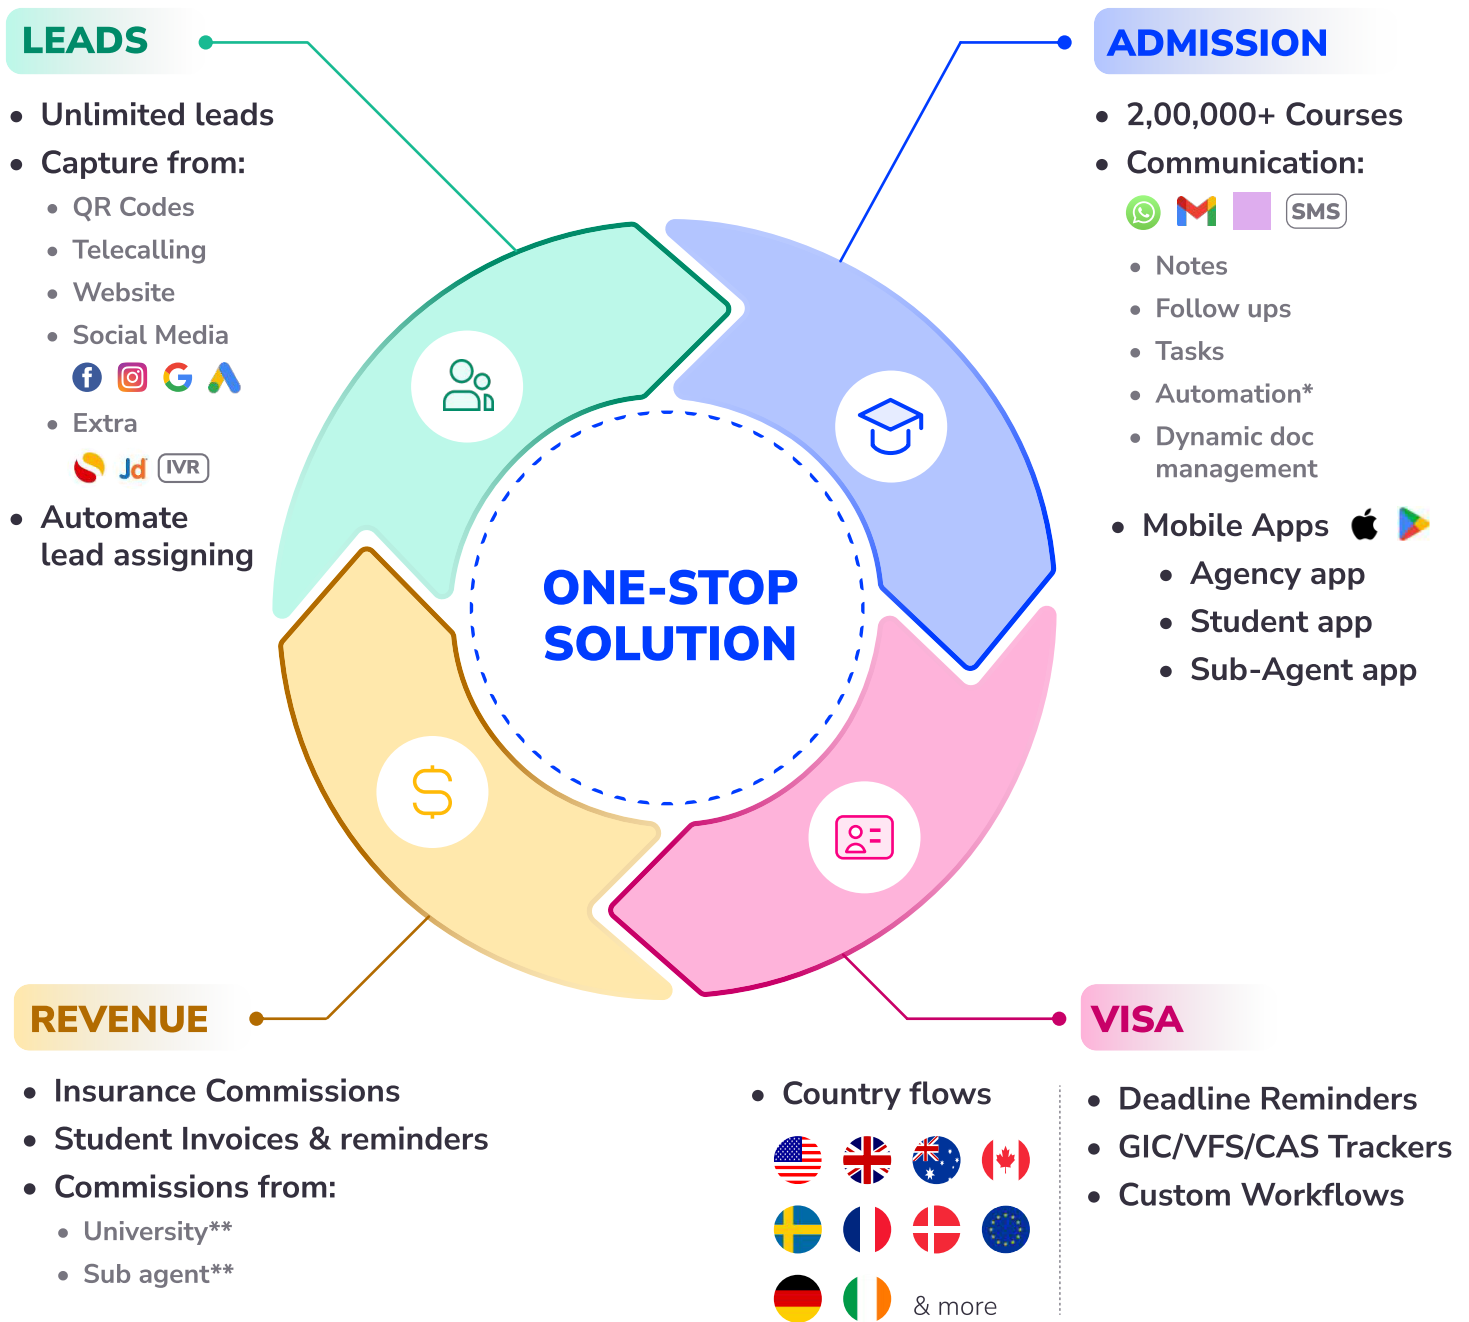 LEADS
Unlimited leads
Capture from:
QR Codes
Telecalling
Website
Social Media
Extra
Jd IVR
Automate
lead assigning
ADMISSION
2,00,000+ Courses
Communication:
SMS
Notes
Follow ups
Tasks
Automation*
Dynamic doc
management
Mobile Apps
Agency app
Student app
Sub-Agent app
ONE-STOP
SOLUTION
REVENUE
Insurance Commissions
Student Invoices & reminders
Commissions from:
University**
Sub agent**
VISA
Country flows
& more
Deadline Reminders
GIC/VFS/CAS Trackers
Custom Workflows